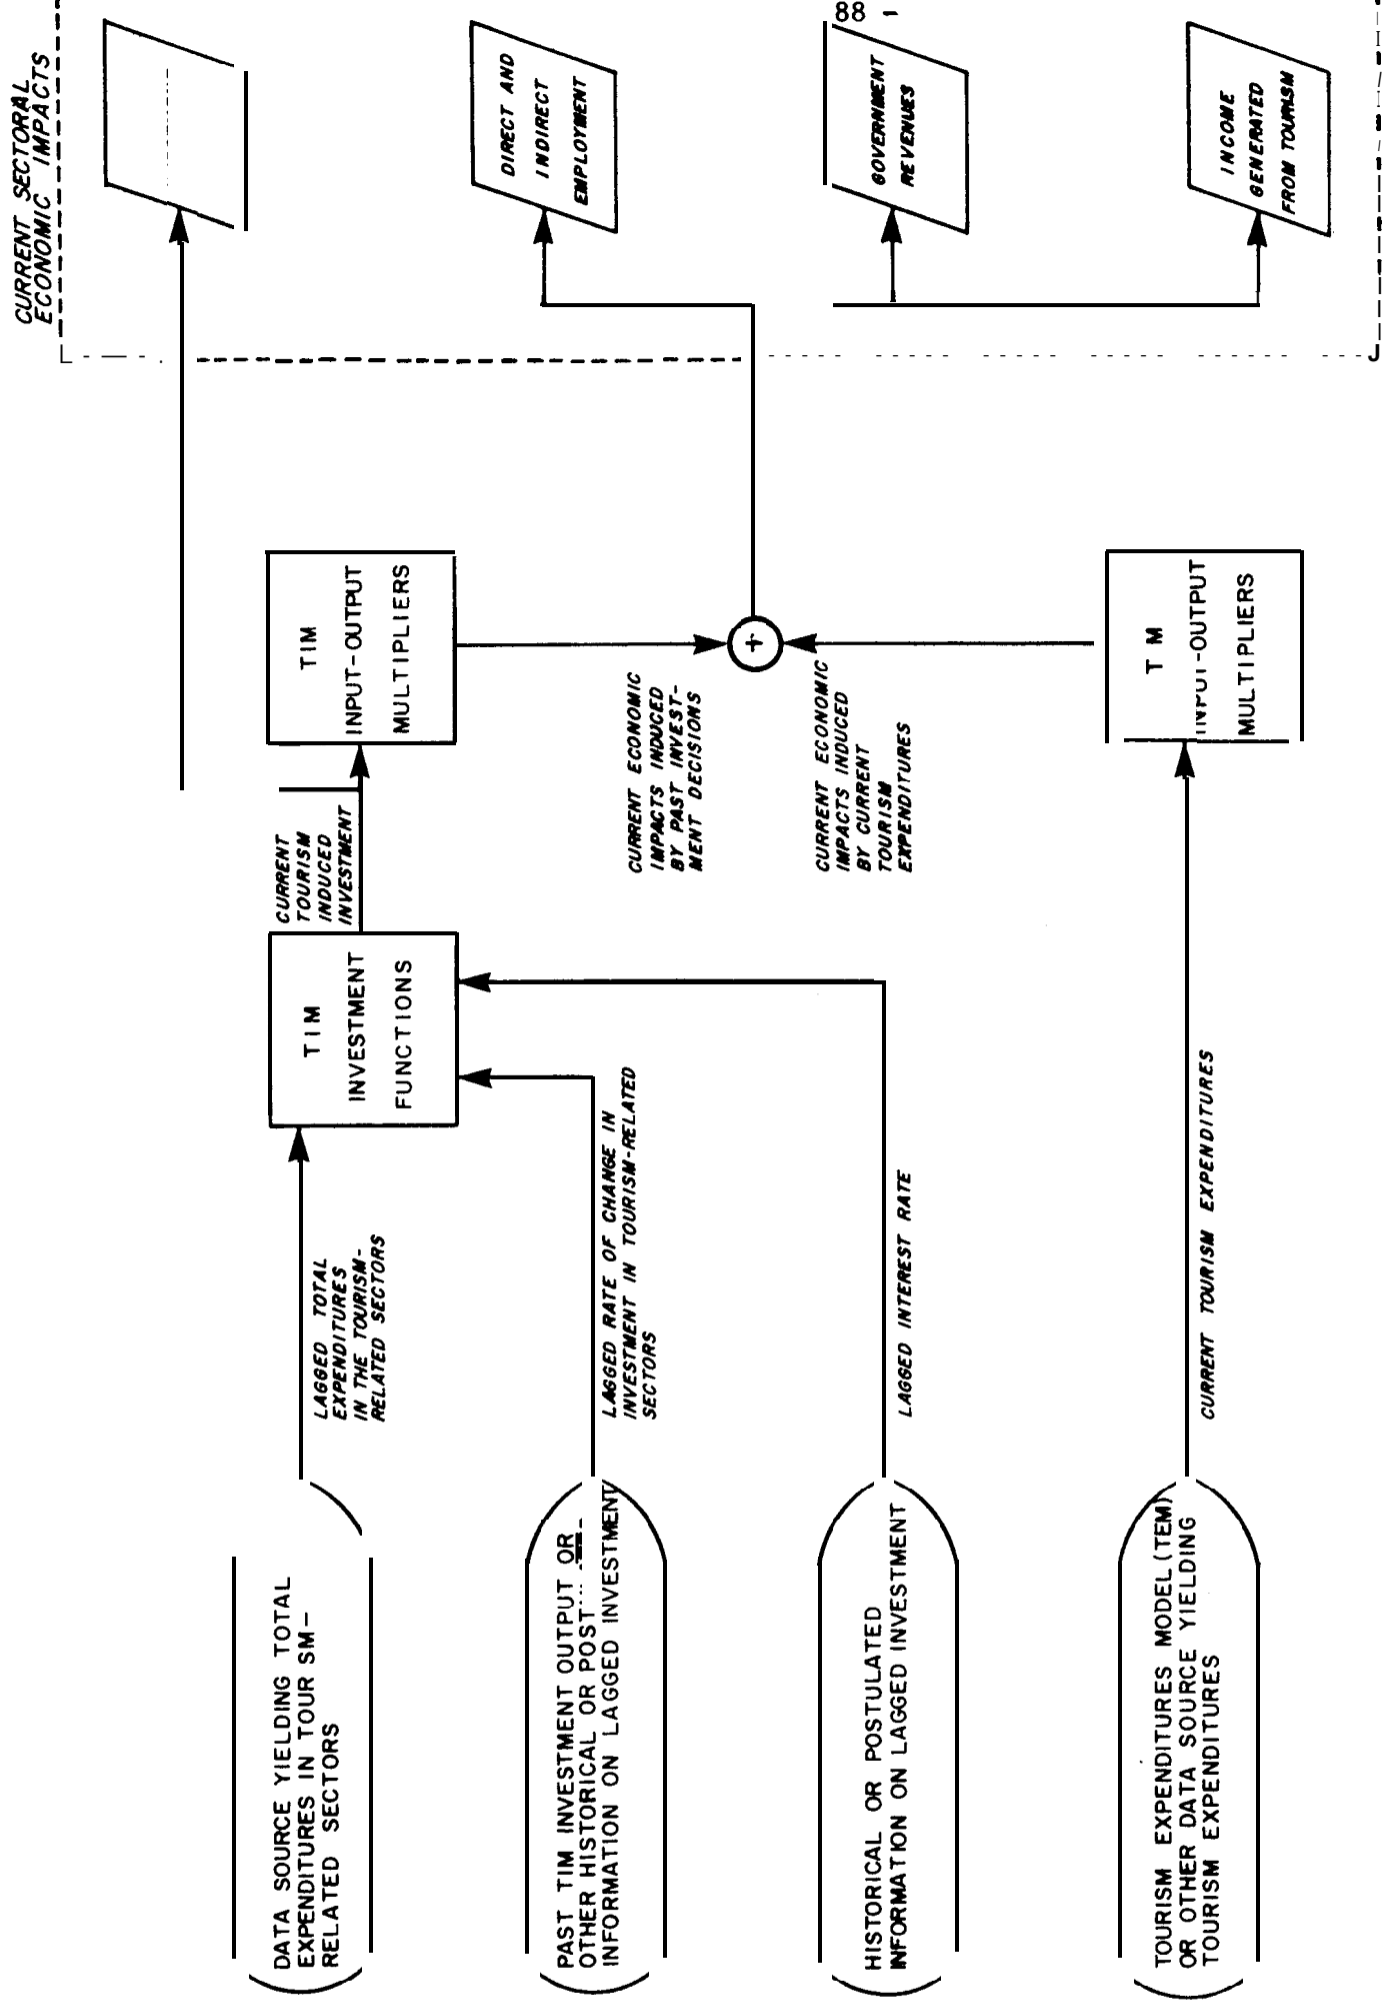 88 -
CURRENT SECTORAL
ECONOMIC IMPACTS
DATA SOURCE YIELDING TOTAL
EXPENDITURES IN TOUR SM-
RELATED SECTORS
LAGGED TOTAL
EXPENDITURES
IN THE TOURISM-
RELATED SECTORS
TIM
INVESTMENT
FUNCTIONS
CURRENT
TOURISM
INDUCED
INVESTMENT
TIM
INPUT-OUTPUT
MULTIPLIERS
PAST TIM INVESTMENT OUTPUT OR
OTHER HISTORICAL OR POST
INFORMATION ON LAGGED INVESTMENT
LAGGED RATE OF CHANGE IN
INVESTMENT IN TOURISM-RELATED
SECTORS
CURRENT ECONOMIC
IMPACTS INDUCED
BY PAST INVEST-
MENT DECISIONS
+
DIRECT AND
INDIRECT
EMPLOYMENT
HISTORICAL OR POSTULATED
INFORMATION ON LAGGED INVESTMENT
LAGGED INTEREST RATE
CURRENT ECONOMIC
IMPACTS INDUCED
BY CURRENT
TOURISM
EXPENDITURES
GOVERNMENT
REVENUES
TOURISM EXPENDITURES MODEL (TEM)
OR OTHER DATA SOURCE YIELDING
TOURISM EXPENDITURES
CURRENT TOURISM EXPENDITURES
T M
INPUT-OUTPUT
MULTIPLIERS
INCOME
GENERATED
FROM TOURISM